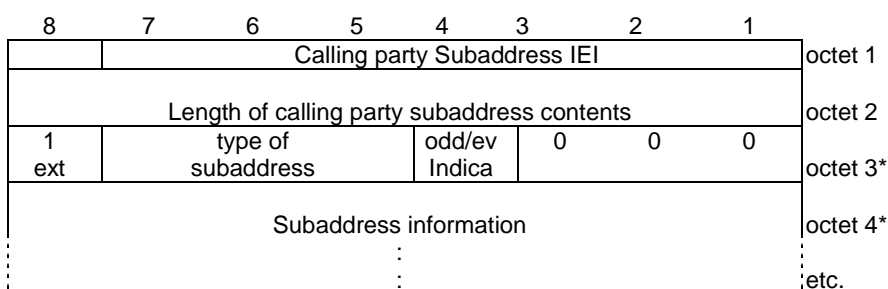 8 7 6 5 4 3 2 1
Calling party Subaddress IEI octet 1
Length of calling party subaddress contents octet 2
1 type of odd/ev 0 0 0
ext subaddress Indica octet 3*
Subaddress information octet 4*
:
: etc.